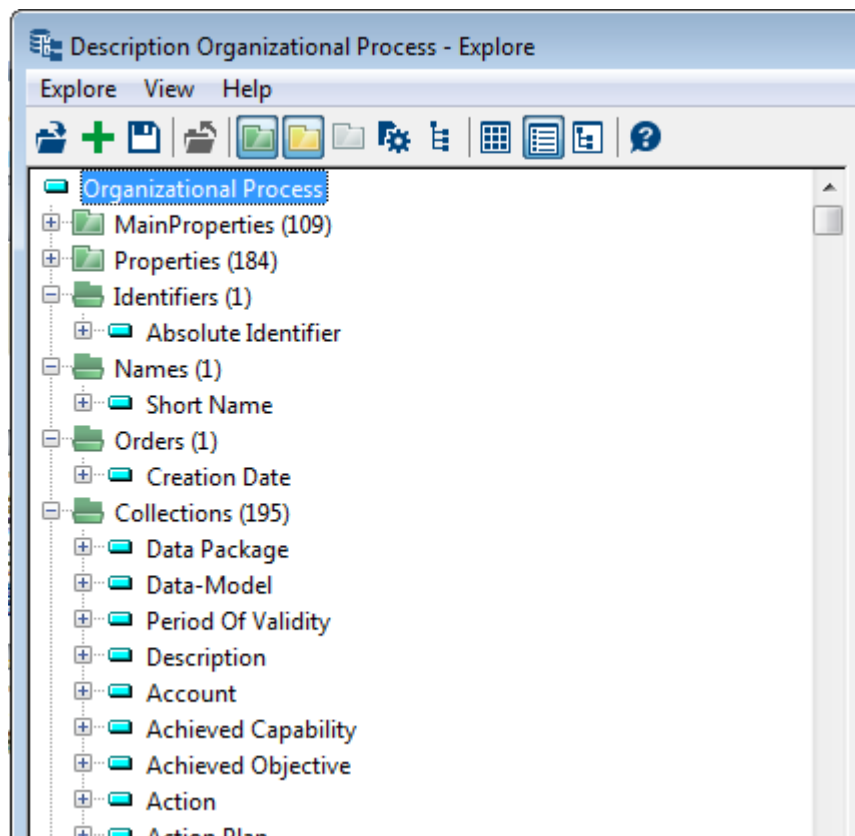 Description Organizational Process - Explore
Explore View Help
Organizational Process
MainProperties (109)
Properties (184)
Identifiers (1)
Absolute Identifier
Names (1)
Short Name
Orders (1)
Creation Date
Collections (195)
Data Package
Data-Model
Period Of Validity
Description
Account
Achieved Capability
Achieved Objective
Action
Action Plan